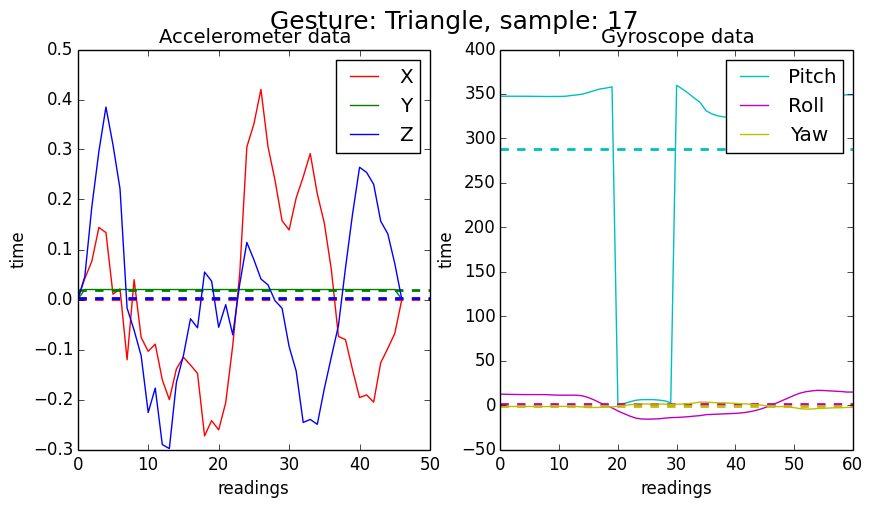 Gesture: Triangle, sample: 17
Accelerometer data
0.5
0.4
0.3
0.2
0.1
0.0
−0.1
−0.2
−0.3
time
0 10 20 30 40 50
readings
X
Y
Z
Gyroscope data
400
350
300
250
200
150
100
50
0
−50
time
0 10 20 30 40 50 60
readings
Pitch
Roll
Yaw